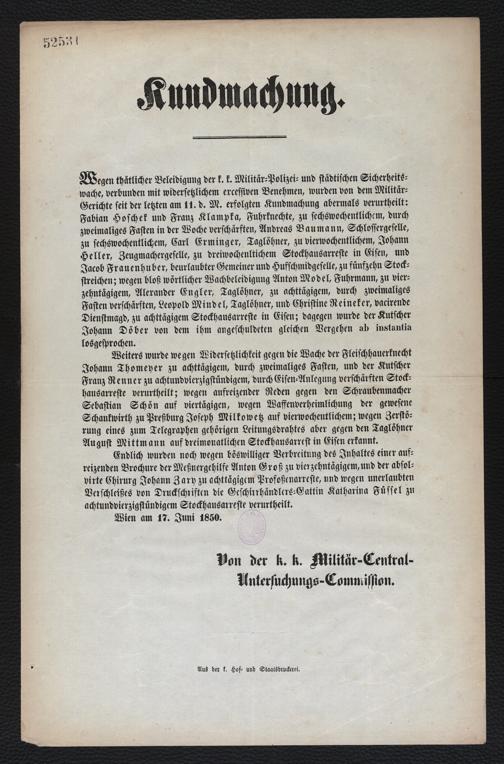 52531
Kundmachung.
Wegen thätlicher Beleidigung der k. k. Militär-Polizei- und städtischen Sicherheits-
wache, verbunden mit widersetzlichem excessiven Benehmen, wurden von dem Militär-
Gerichte seit der letzten am 11. d. M. erfolgten Kundmachung abermals verurtheilt:
Fabian Hoschek und Franz Klampka, Fuhrknechte, zu sechswochentlichem, durch
zweimaliges Fasten in der Woche verschärften, Andreas Baumann, Schlossergeselle,
zu sechswochentlichem, Carl Erminger, Taglöhner, zu vierwochentlichem, Johann
Heller, Zeugmachergeselle, zu dreiwochentlichem Stockhausarreste in Eisen, und
Jacob Frauenhuber, beurlaubter Gemeiner und Hufschmidgeselle, zu fünfzehn Stock-
streichen; wegen bloß wörtlicher Wachbeleidigung Anton Model, Fuhrmann, zu vier-
zehntägigem, Alexander Engler, Taglöhner, zu achttägigem, durch zweimaliges
Fasten verschärften, Leopold Mindel, Taglöhner, und Christine Reineker, vacirende
Dienstmagd, zu achttägigem Stockhausarreste in Eisen; dagegen wurde der Kutscher
Johann Döber von dem ihm angeschuldeten gleichen Vergehen ab instantia
losgesprochen.
Weiters wurde wegen Widersetzlichkeit gegen die Wache der Fleischhauerknecht
Johann Thomeyer zu achttägigem, durch zweimaliges Fasten, und der Kutscher
Franz Renner zu achtundvierzigstündigem, durch Eisen-Anlegung verschärften Stock-
hausarreste verurtheilt; wegen aufreizender Reden gegen den Schraubenmacher
Sebastian Schön auf viertägigen, wegen Waffenverheimlichung der gewesene
Schankwirth zu Preßburg Joseph Milkowetz auf vierwochentlichem; wegen Zerstö-
rung eines zum Telegraphen gehörigen Leitungsdrahtes aber gegen den Taglöhner
August Mittmann auf dreimonatlichen Stockhausarrest in Eisen erkannt.
Endlich wurden noch wegen böswilliger Verbreitung des Inhaltes einer auf-
reizenden Brochure der Meßnergehilfe Anton Groß zu vierzehntägigem, und der absol-
virte Chirurg Johann Zary zu achttägigem Profoßenarreste, und wegen unerlaubten
Verschleißes von Druckschriften die Geschirrhändlers-Gattin Katharina Füssel zu
achtundvierzigstündigem Stockhausarreste verurtheilt.
Wien am 17. Juni 1850.
Von der k. k. Militär-Central-
Untersuchungs-Commission.
Aus der k. Hof- und Staatsdruckerei.